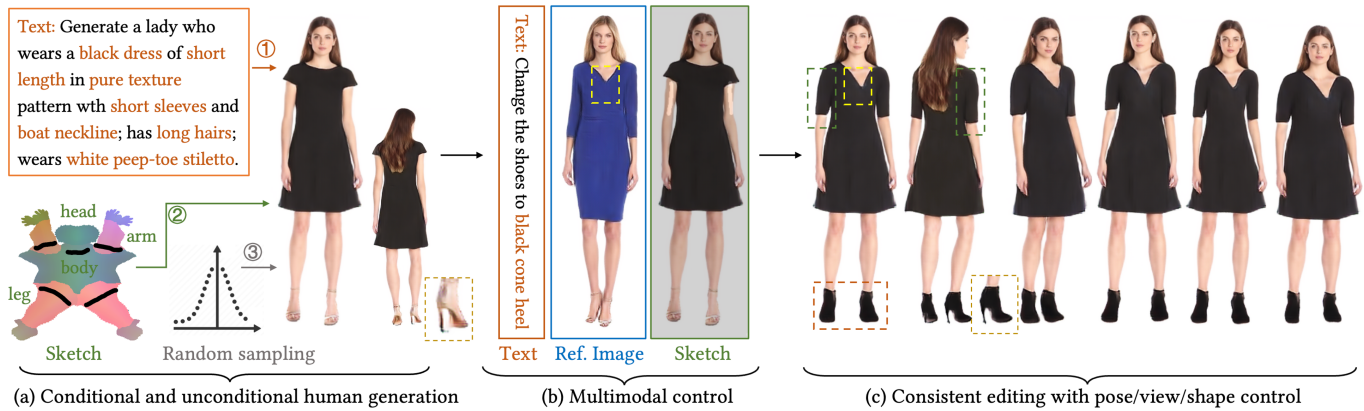 Text: Generate a lady who
wears a black dress of short
length in pure texture
pattern wth short sleeves and
boat neckline; has long hairs;
wears white peep-toe stiletto.
①
②
③
head
arm
body
leg
Sketch
Random sampling
(a) Conditional and unconditional human generation
Text: Change the shoes to black cone heel
Text
Ref. Image
Sketch
(b) Multimodal control
(c) Consistent editing with pose/view/shape control